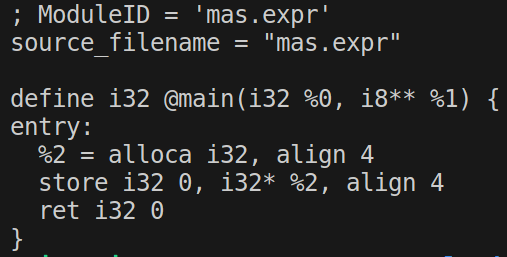 ; ModuleID = 'mas.expr'
source_filename = "mas.expr"
define i32 @main(i32 %0, i8** %1) {
entry:
%2 = alloca i32, align 4
store i32 0, i32* %2, align 4
ret i32 0
}